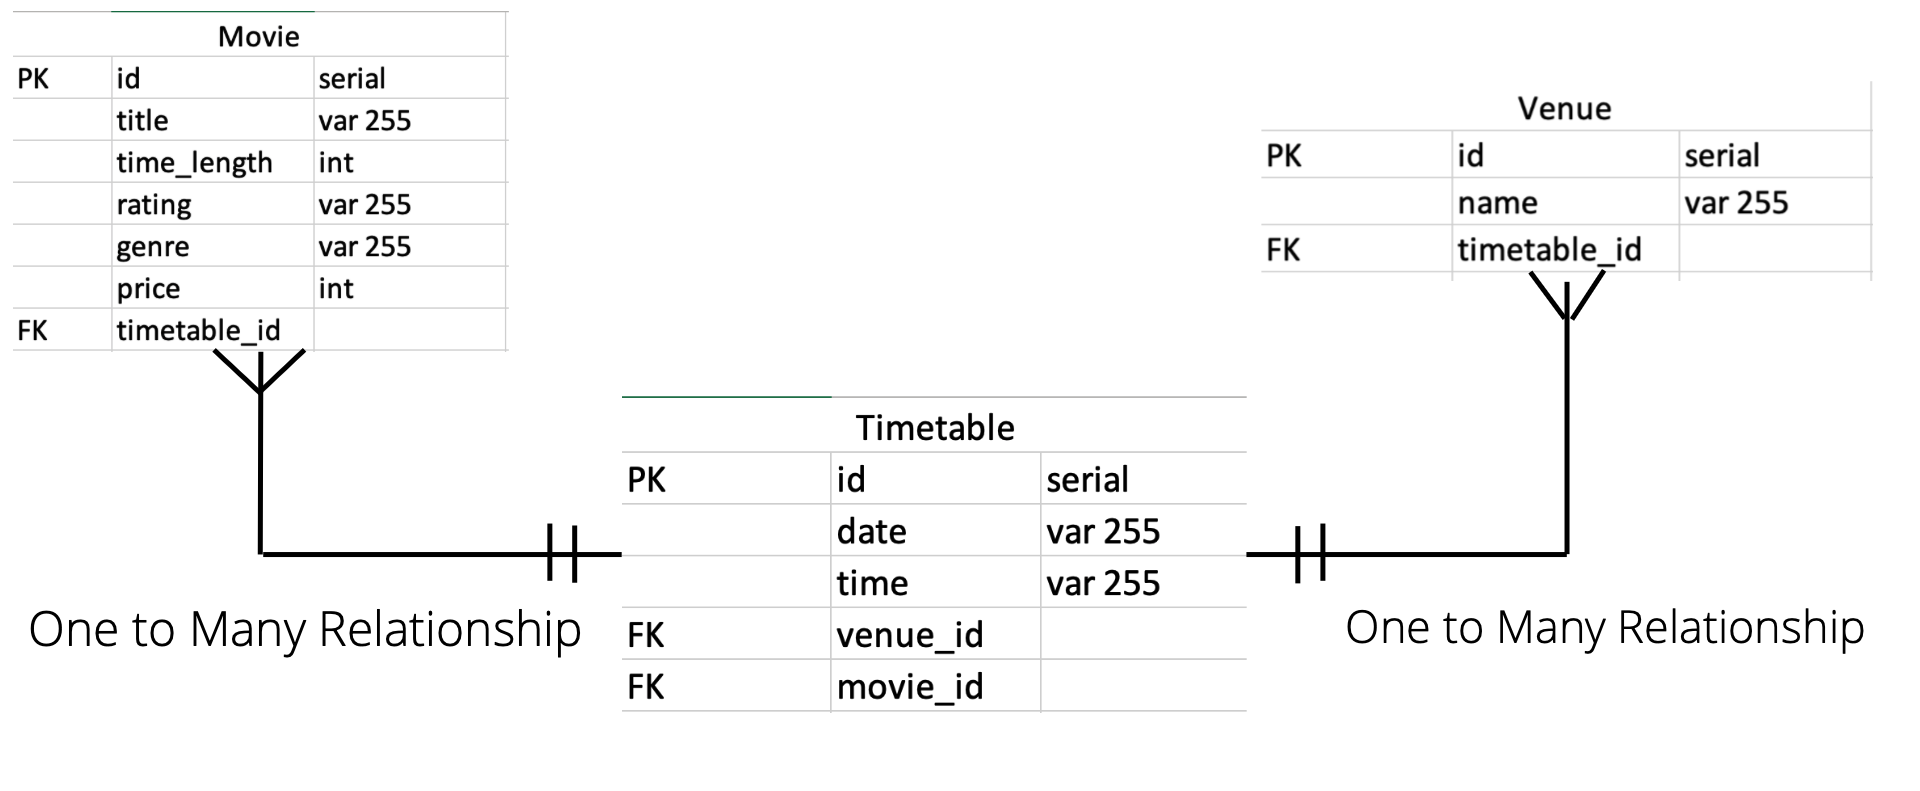 Movie
PK id serial
title var 255
time_length int
rating var 255
genre var 255
price int
FK timetable_id
Venue
PK id serial
name var 255
FK timetable_id
Timetable
PK id serial
date var 255
time var 255
FK venue_id
FK movie_id
One to Many Relationship
One to Many Relationship